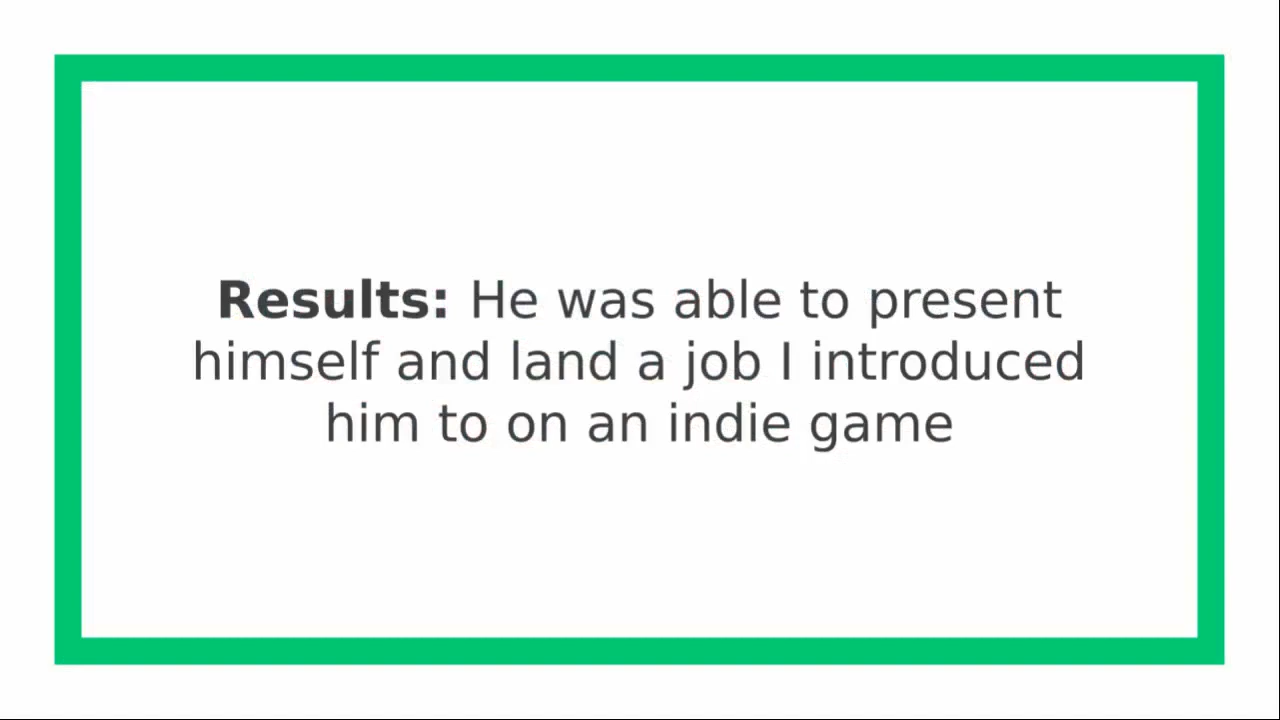 Results: He was able to present
himself and land a job I introduced
him to on an indie game